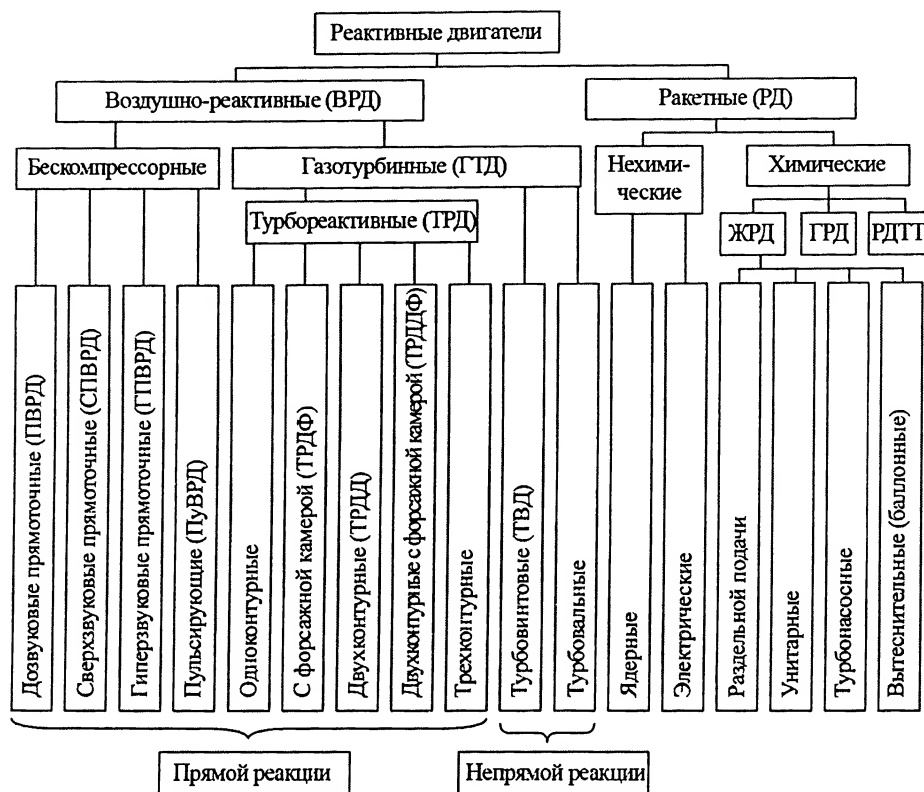 Реактивные двигатели
Воздушно-реактивные (ВРД)
Ракетные (РД)
Бескомпрессорные
Газотурбинные (ГТД)
Нехими-
ческие
Химические
Турбореактивные (ТРД)
ЖРД
ГРД
РДТТ
Дозвуковые прямоточные (ПВРД)
Сверхзвуковые прямоточные (СПВРД)
Гиперзвуковые прямоточные (ГПВРД)
Пульсирующие (ПуВРД)
Одноконтурные
С форсажной камерой (ТРДФ)
Двухконтурные (ТРДД)
Двухконтурные с форсажной камерой (ТРДДФ)
Трехконтурные
Турбовинтовые (ТВД)
Турбовальные
Ядерные
Электрические
Раздельной подачи
Унитарные
Турбонасосные
Вытеснительные (баллонные)
Прямой реакции
Непрямой реакции